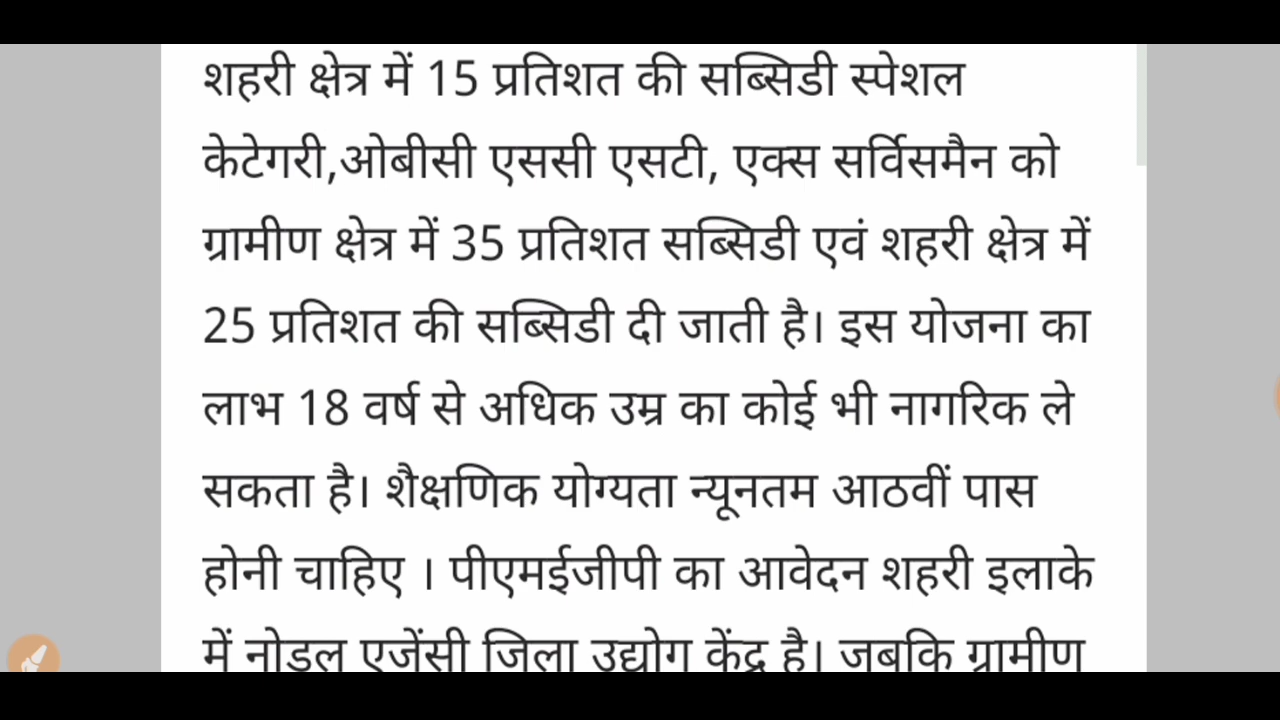 शहरी क्षेत्र में 15 प्रतिशत की सब्सिडी स्पेशल
केटेगरी,ओबीसी एससी एसटी, एक्स सर्विसमैन को
ग्रामीण क्षेत्र में 35 प्रतिशत सब्सिडी एवं शहरी क्षेत्र में
25 प्रतिशत की सब्सिडी दी जाती है। इस योजना का
लाभ 18 वर्ष से अधिक उम्र का कोई भी नागरिक ले
सकता है। शैक्षणिक योग्यता न्यूनतम आठवीं पास
होनी चाहिए । पीएमईजीपी का आवेदन शहरी इलाके
में नोडल एजेंसी जिला उद्योग केंद्र है। जबकि ग्रामीण